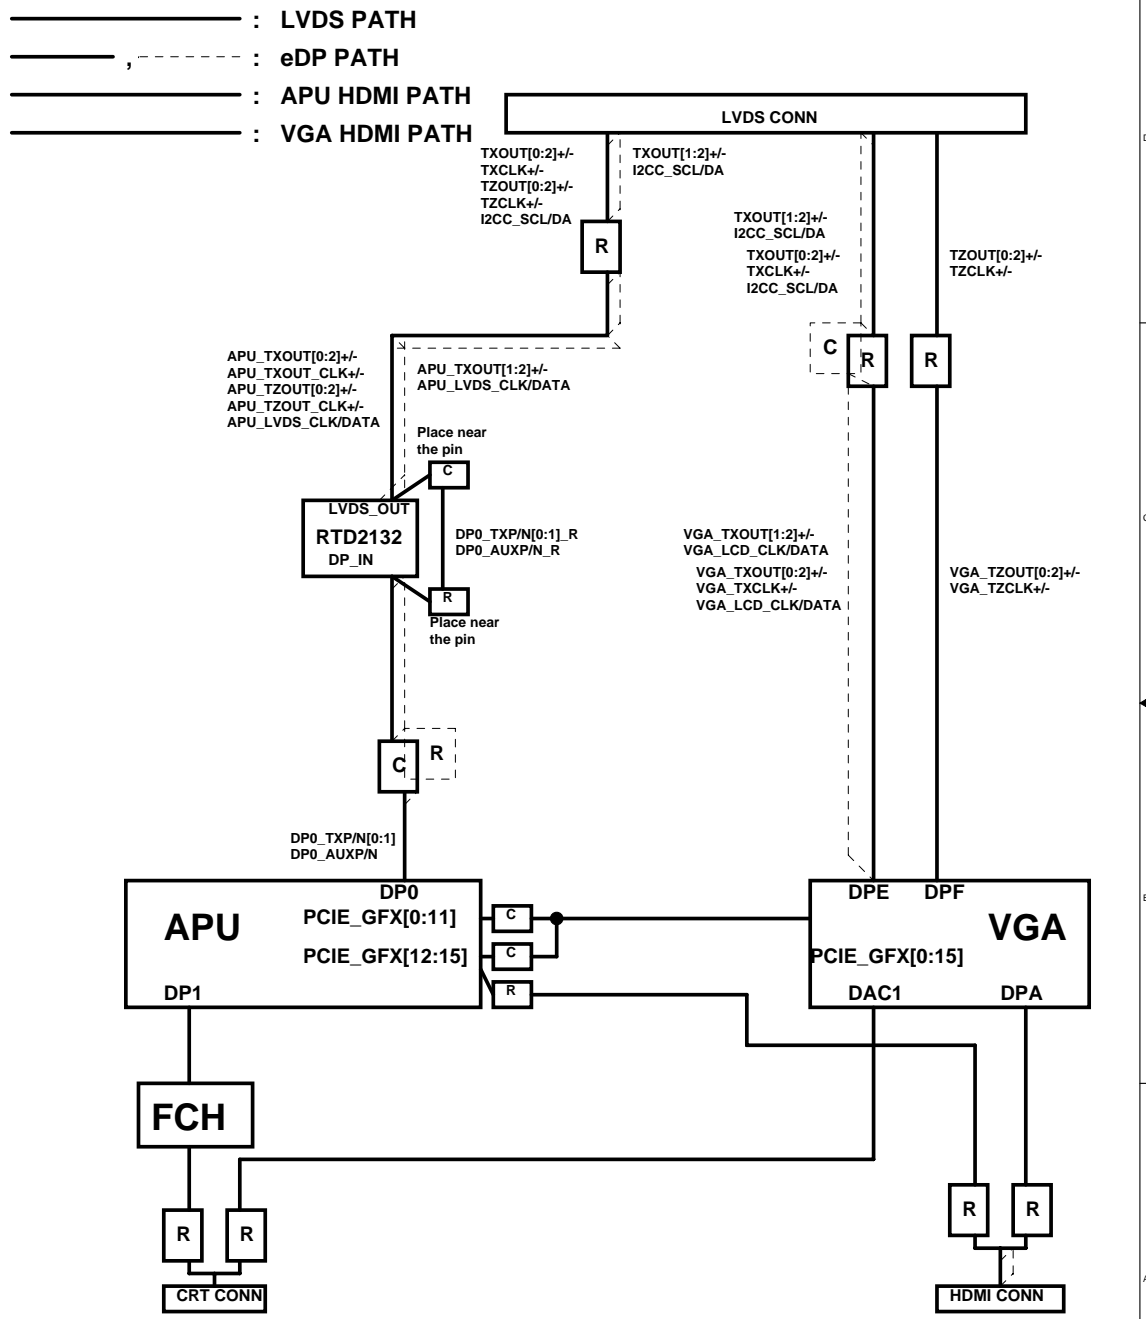 : LVDS PATH
, : eDP PATH
: APU HDMI PATH
: VGA HDMI PATH
LVDS CONN
TXOUT[0:2]+/-
TXCLK+/-
TZOUT[0:2]+/-
TZCLK+/-
I2CC_SCL/DA
TXOUT[1:2]+/-
I2CC_SCL/DA
R
TXOUT[1:2]+/-
I2CC_SCL/DA
TXOUT[0:2]+/-
TXCLK+/-
I2CC_SCL/DA
TZOUT[0:2]+/-
TZCLK+/-
C
R
R
APU_TXOUT[0:2]+/-
APU_TXOUT_CLK+/-
APU_TZOUT[0:2]+/-
APU_TZOUT_CLK+/-
APU_LVDS_CLK/DATA
APU_TXOUT[1:2]+/-
APU_LVDS_CLK/DATA
Place near
the pin
C
LVDS_OUT
RTD2132
DP_IN
DP0_TXP/N[0:1]_R
DP0_AUXP/N_R
R
Place near
the pin
VGA_TXOUT[1:2]+/-
VGA_LCD_CLK/DATA
VGA_TXOUT[0:2]+/-
VGA_TXCLK+/-
VGA_LCD_CLK/DATA
VGA_TZOUT[0:2]+/-
VGA_TZCLK+/-
C
R
DP0_TXP/N[0:1]
DP0_AUXP/N
DP0
APU
PCIE_GFX[0:11]
PCIE_GFX[12:15]
DP1
C
C
R
DPE
DPF
VGA
PCIE_GFX[0:15]
DAC1
DPA
FCH
R
R
CRT CONN
R
R
HDMI CONN
D
C
B
A